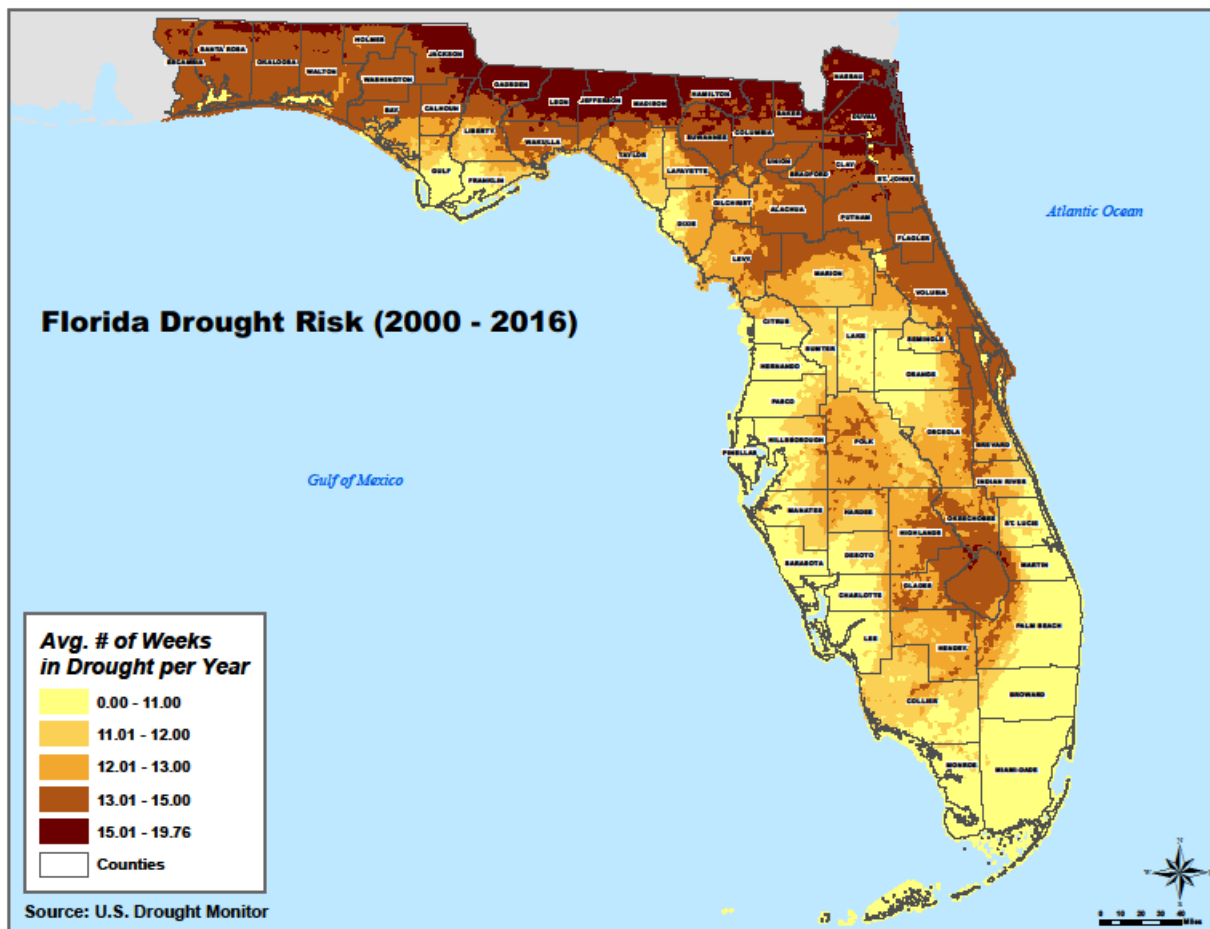 HOLMES
SANTA ROSA
JACKSON
ESCAMBIA
OKALOOSA
WALTON
WASHINGTON
NASSAU
GADSDEN
LEON
JEFFERSON
MADISON
HAMILTON
BAY
CALHOUN
BAKER
DUVAL
LIBERTY
WAKULLA
SUWANNEE
COLUMBIA
TAYLOR
UNION
CLAY
GULF
FRANKLIN
LAFAYETTE
BRADFORD
ST. JOHNS
GILCHRIST
ALACHUA
PUTNAM
Atlantic Ocean
DIXIE
FLAGLER
LEVY
MARION
VOLUSIA
Florida Drought Risk (2000 - 2016)
CITRUS
SUMTER
LAKE
SEMINOLE
HERNANDO
ORANGE
PASCO
HILLSBOROUGH
POLK
OSCEOLA
BREVARD
PINELLAS
Gulf of Mexico
INDIAN RIVER
MANATEE
HARDEE
OKEECHOBEE
HIGHLANDS
ST. LUCIE
DESOTO
SARASOTA
MARTIN
GLADES
CHARLOTTE
PALM BEACH
LEE
HENDRY
BROWARD
COLLIER
MONROE
MIAMI-DADE
Avg. # of Weeks
in Drought per Year
0.00 - 11.00
11.01 - 12.00
12.01 - 13.00
13.01 - 15.00
15.01 - 19.76
Counties
Source: U.S. Drought Monitor
N
0 10 20 30 40
Miles